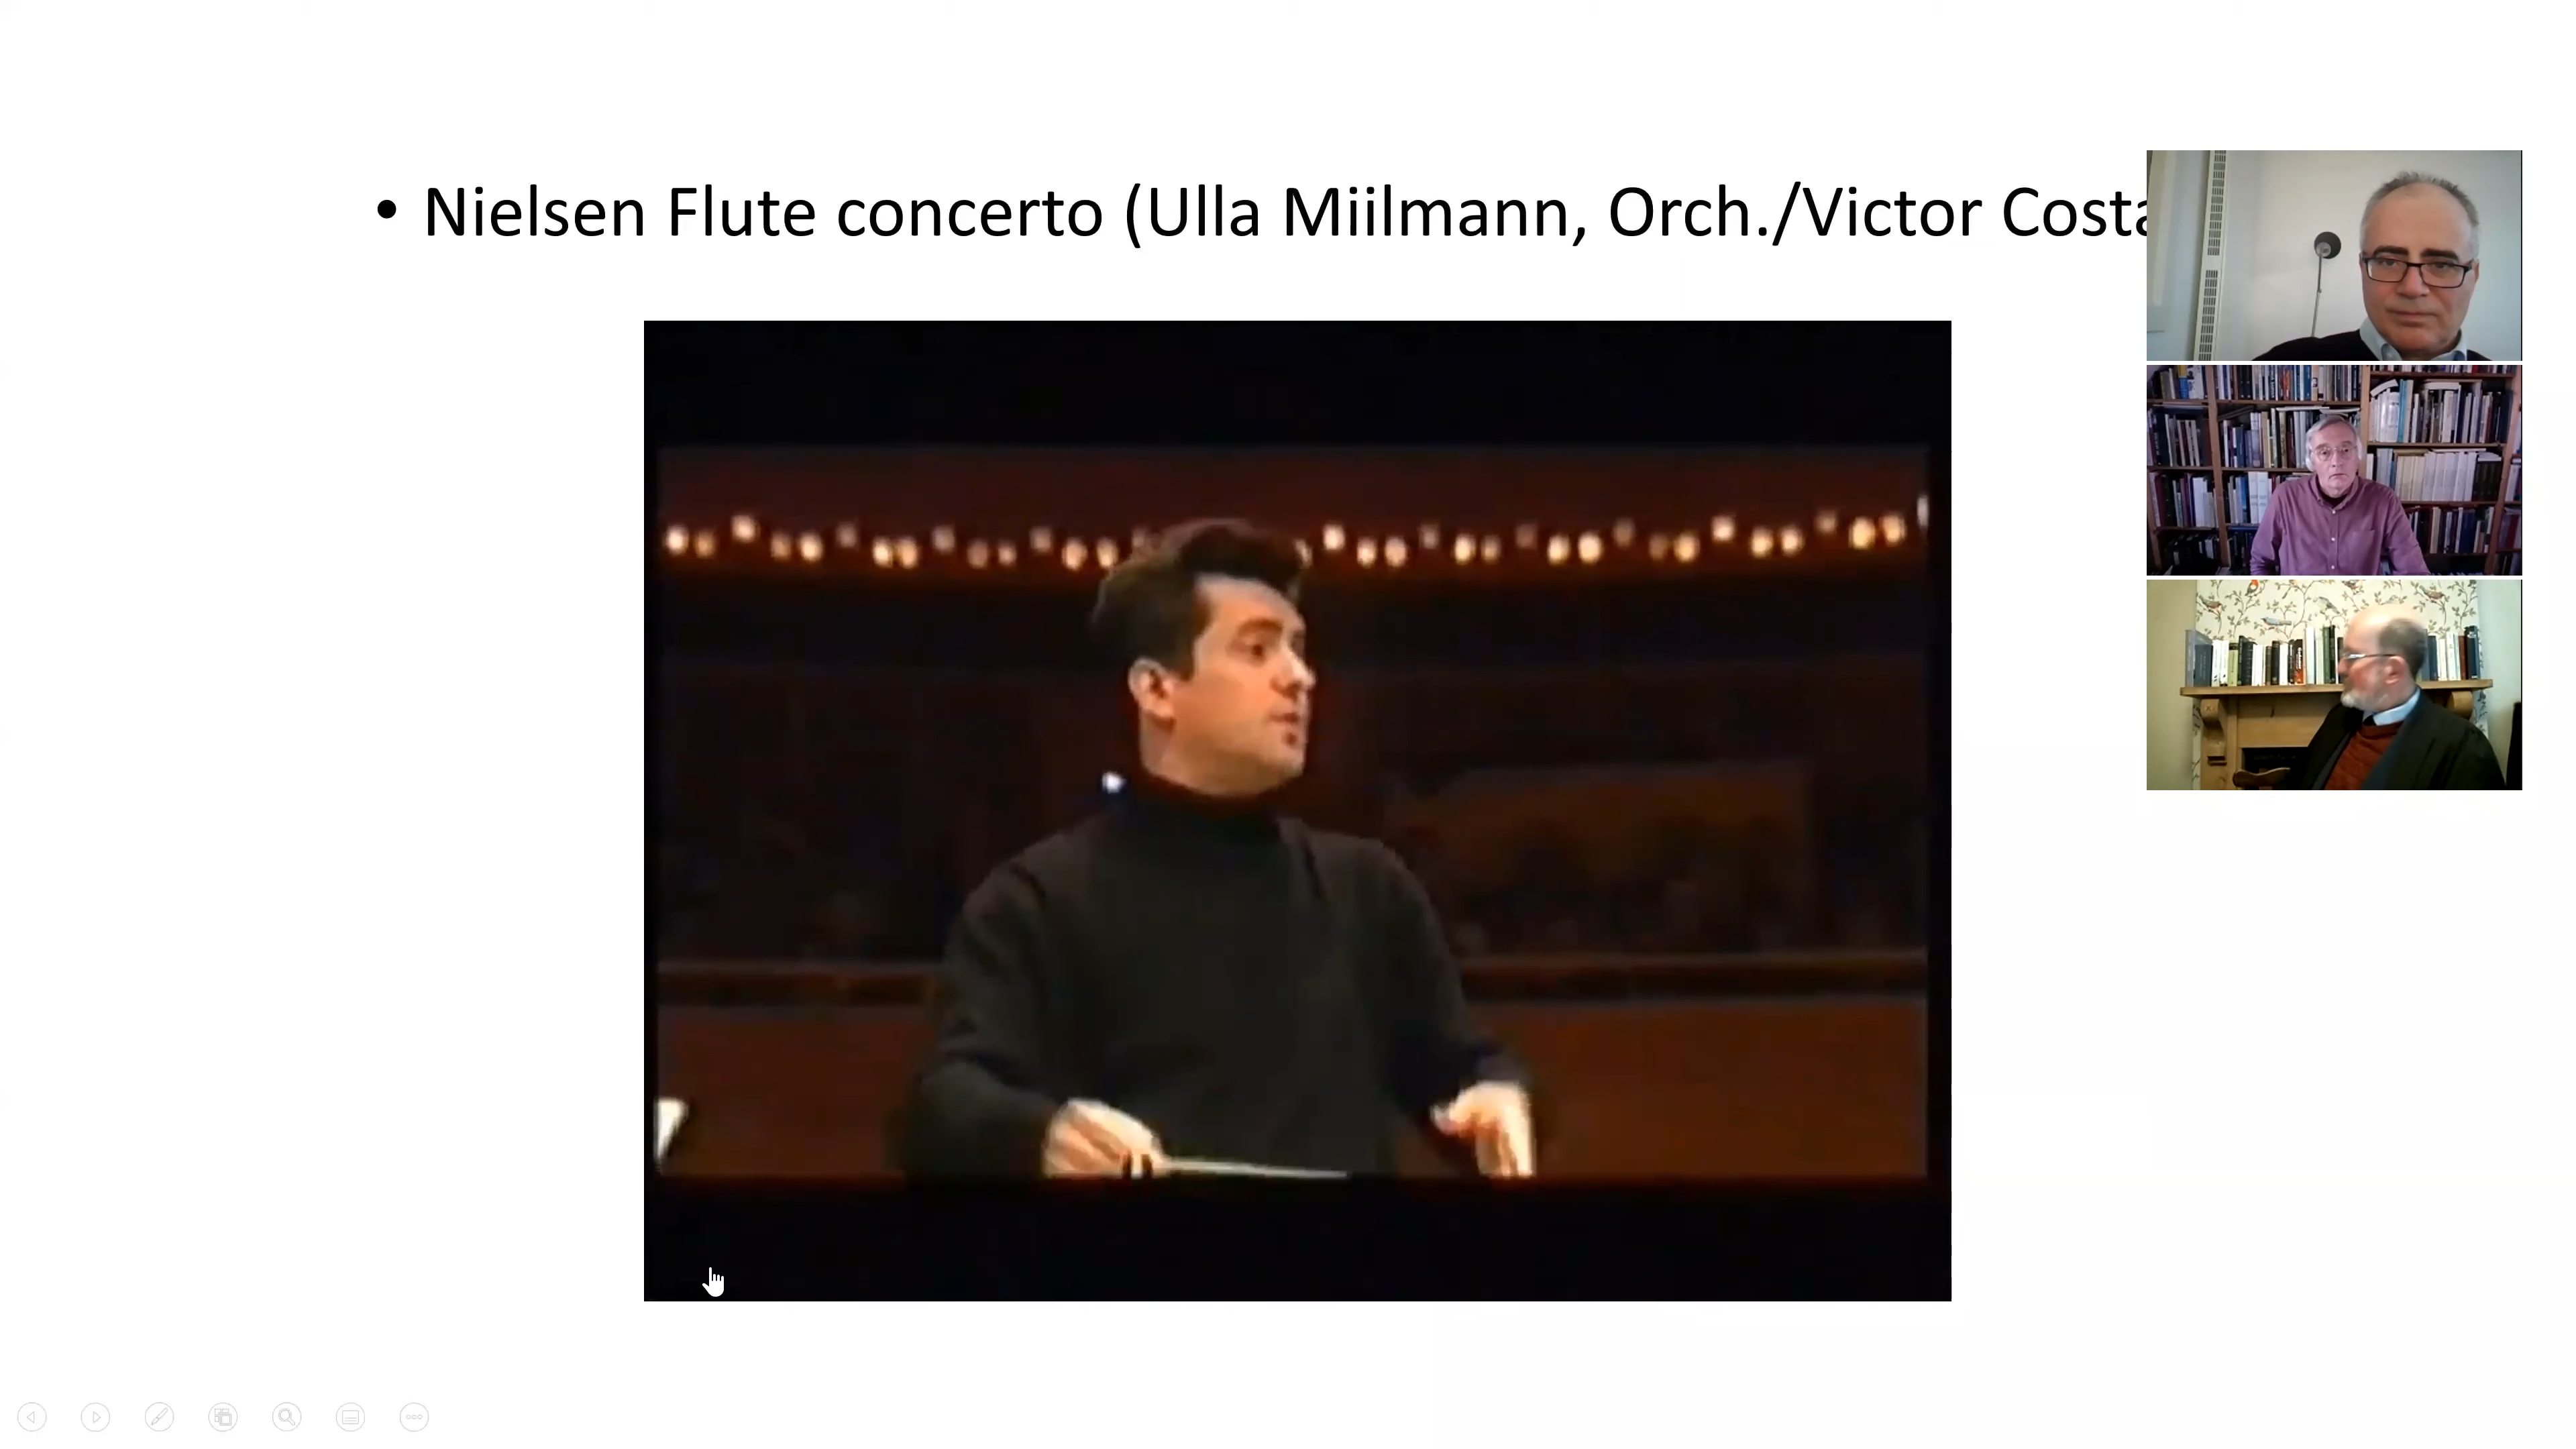 • Nielsen Flute concerto (Ulla Miilmann, Orch./Victor Costa